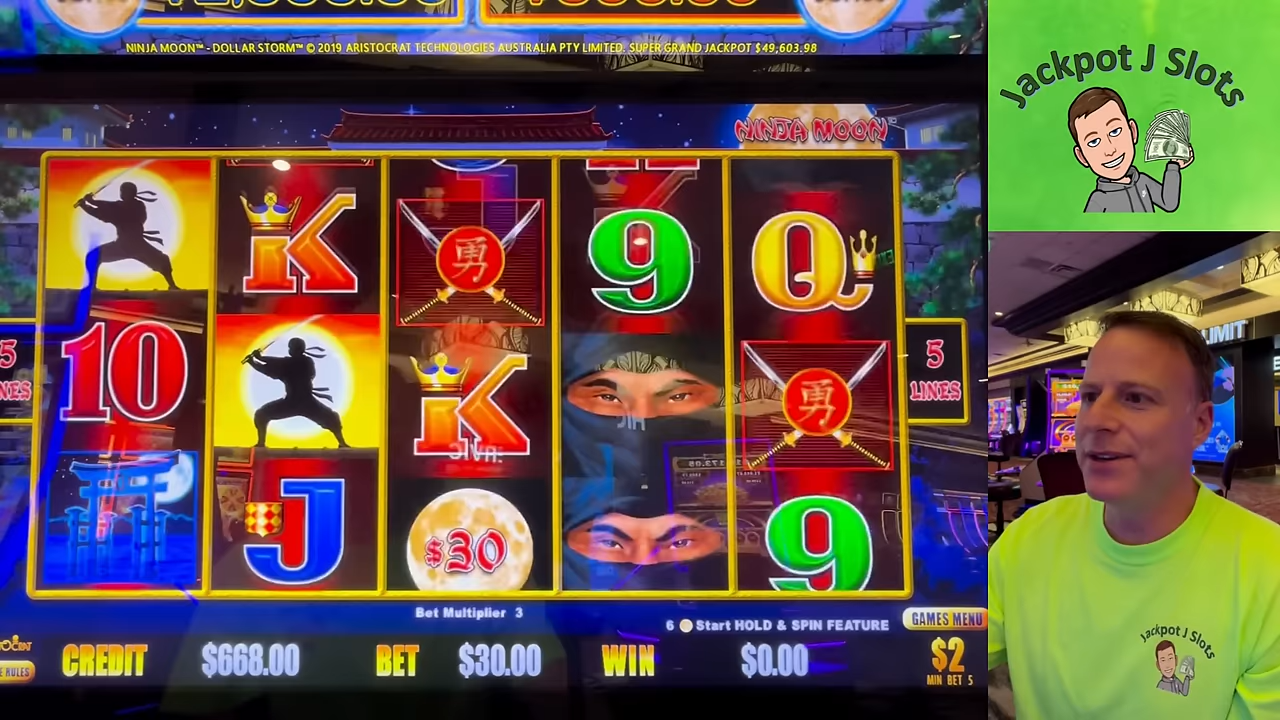 NINJA MOON™ - DOLLAR STORM™ © 2019 ARISTOCRAT TECHNOLOGIES AUSTRALIA PTY LIMITED. SUPER GRAND JACKPOT $49,603.98
Jackpot J Slots
NINJA MOON
K
勇
9
Q
10
K
勇
5
LINES
5
J
$30
9
LIMIT
Bet Multiplier 3
6 Start HOLD & SPIN FEATURE
GAMES MENU
CREDIT $668.00 BET $30.00 WIN $0.00 $2
MIN BET 5
Jackpot J Slots